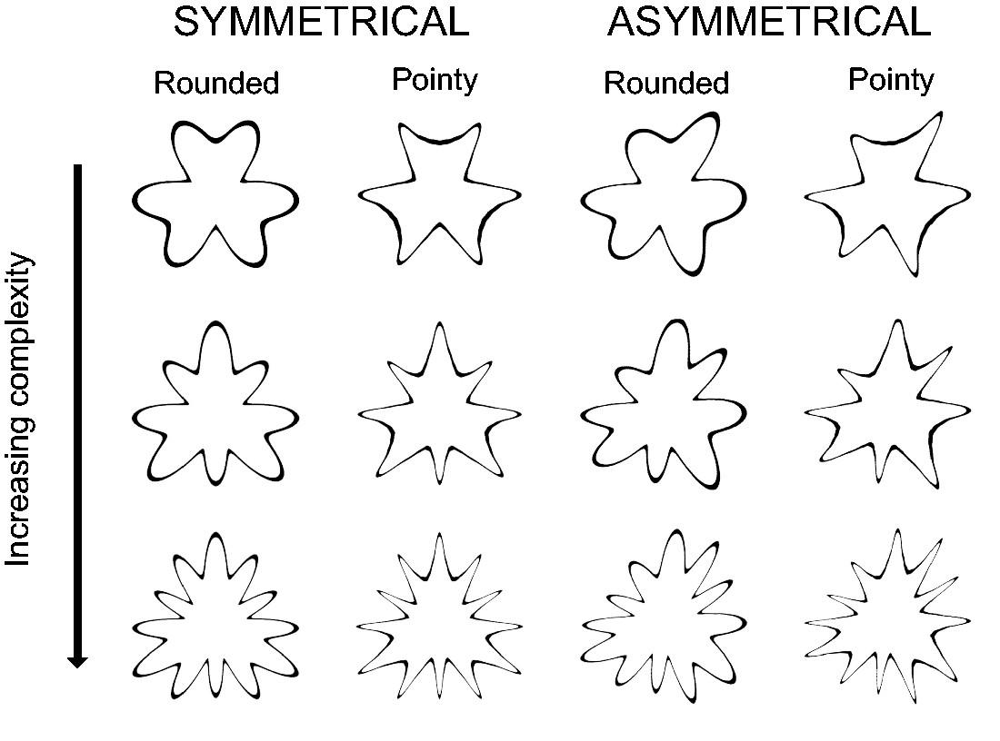 SYMMETRICAL
ASYMMETRICAL
Rounded
Pointy
Rounded
Pointy
Increasing complexity